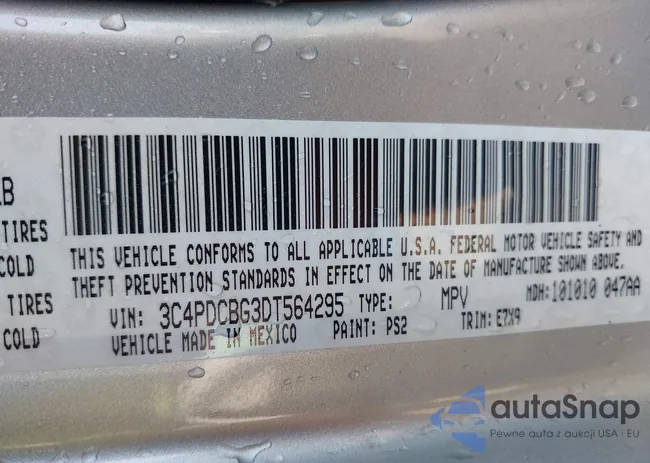 LB
TIRES
COLD
TIRES
COLD
THIS VEHICLE CONFORMS TO ALL APPLICABLE U.S.A. FEDERAL MOTOR VEHICLE SAFETY AND
THEFT PREVENTION STANDARDS IN EFFECT ON THE DATE OF MANUFACTURE SHOWN ABOVE.
VIN: 3C4PDCBG3DT564295 TYPE: MPV MDH:101010 047AA
VEHICLE MADE IN MEXICO PAINT: PS2 TRIM: E7X9
autoSnap
Pewne auta z aukcji USA i EU